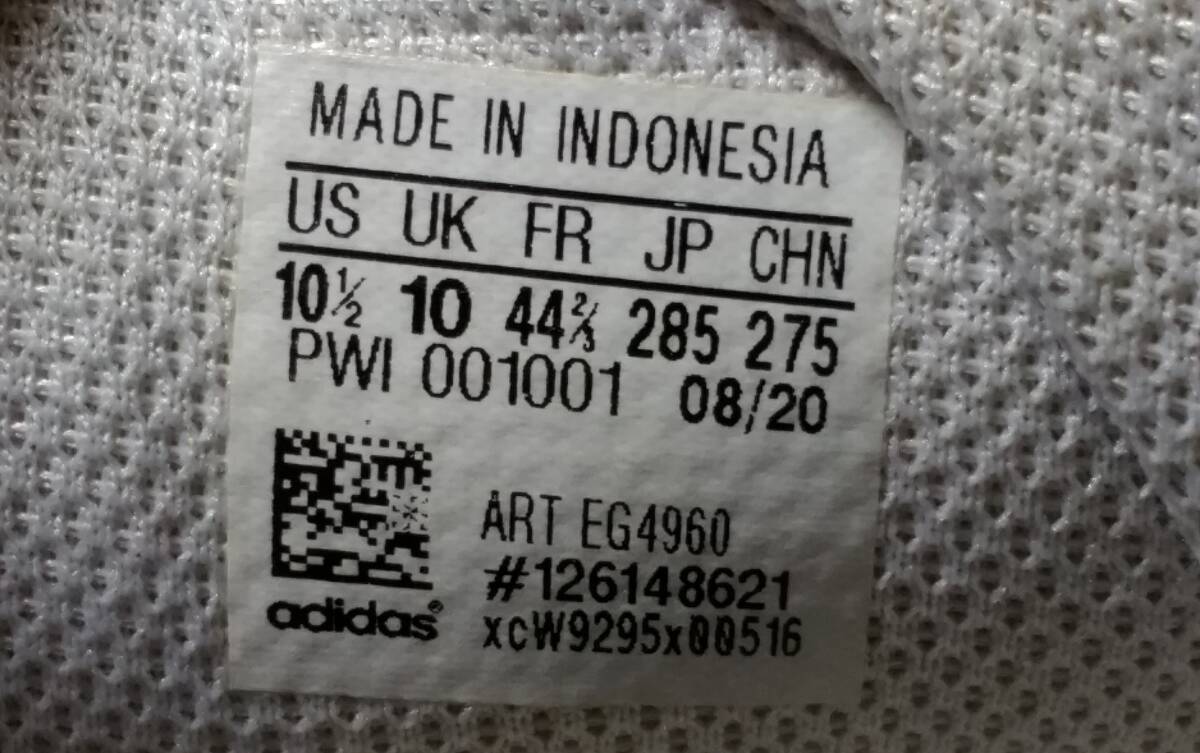 MADE IN INDONESIA
US UK FR JP CHN
10½ 10 44⅔ 285 275
PWI 001001 08/20
ART EG4960
#126148621
adidas®
xcW9295x00516